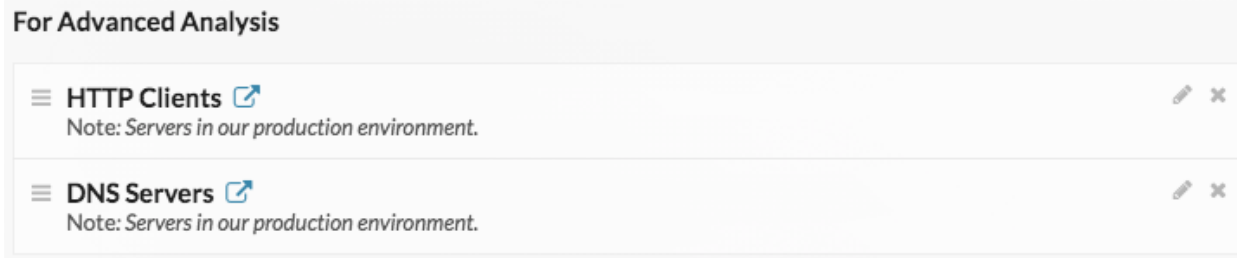 For Advanced Analysis
HTTP Clients
Note: Servers in our production environment.
DNS Servers
Note: Servers in our production environment.